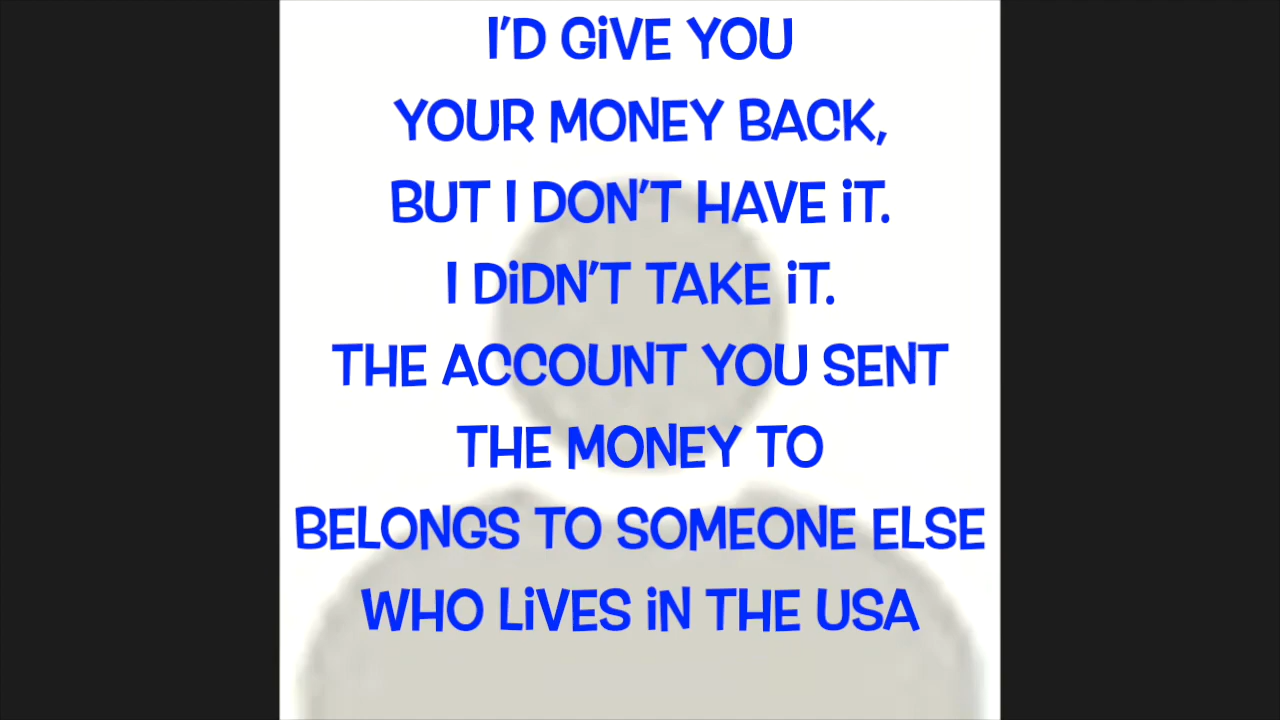 I'D GiVE YOU
YOUR MONEY BACK,
BUT I DON'T HAVE iT.
I DiDN'T TAKE iT.
THE ACCOUNT YOU SENT
THE MONEY TO
BELONGS TO SOMEONE ELSE
WHO LiVES iN THE USA